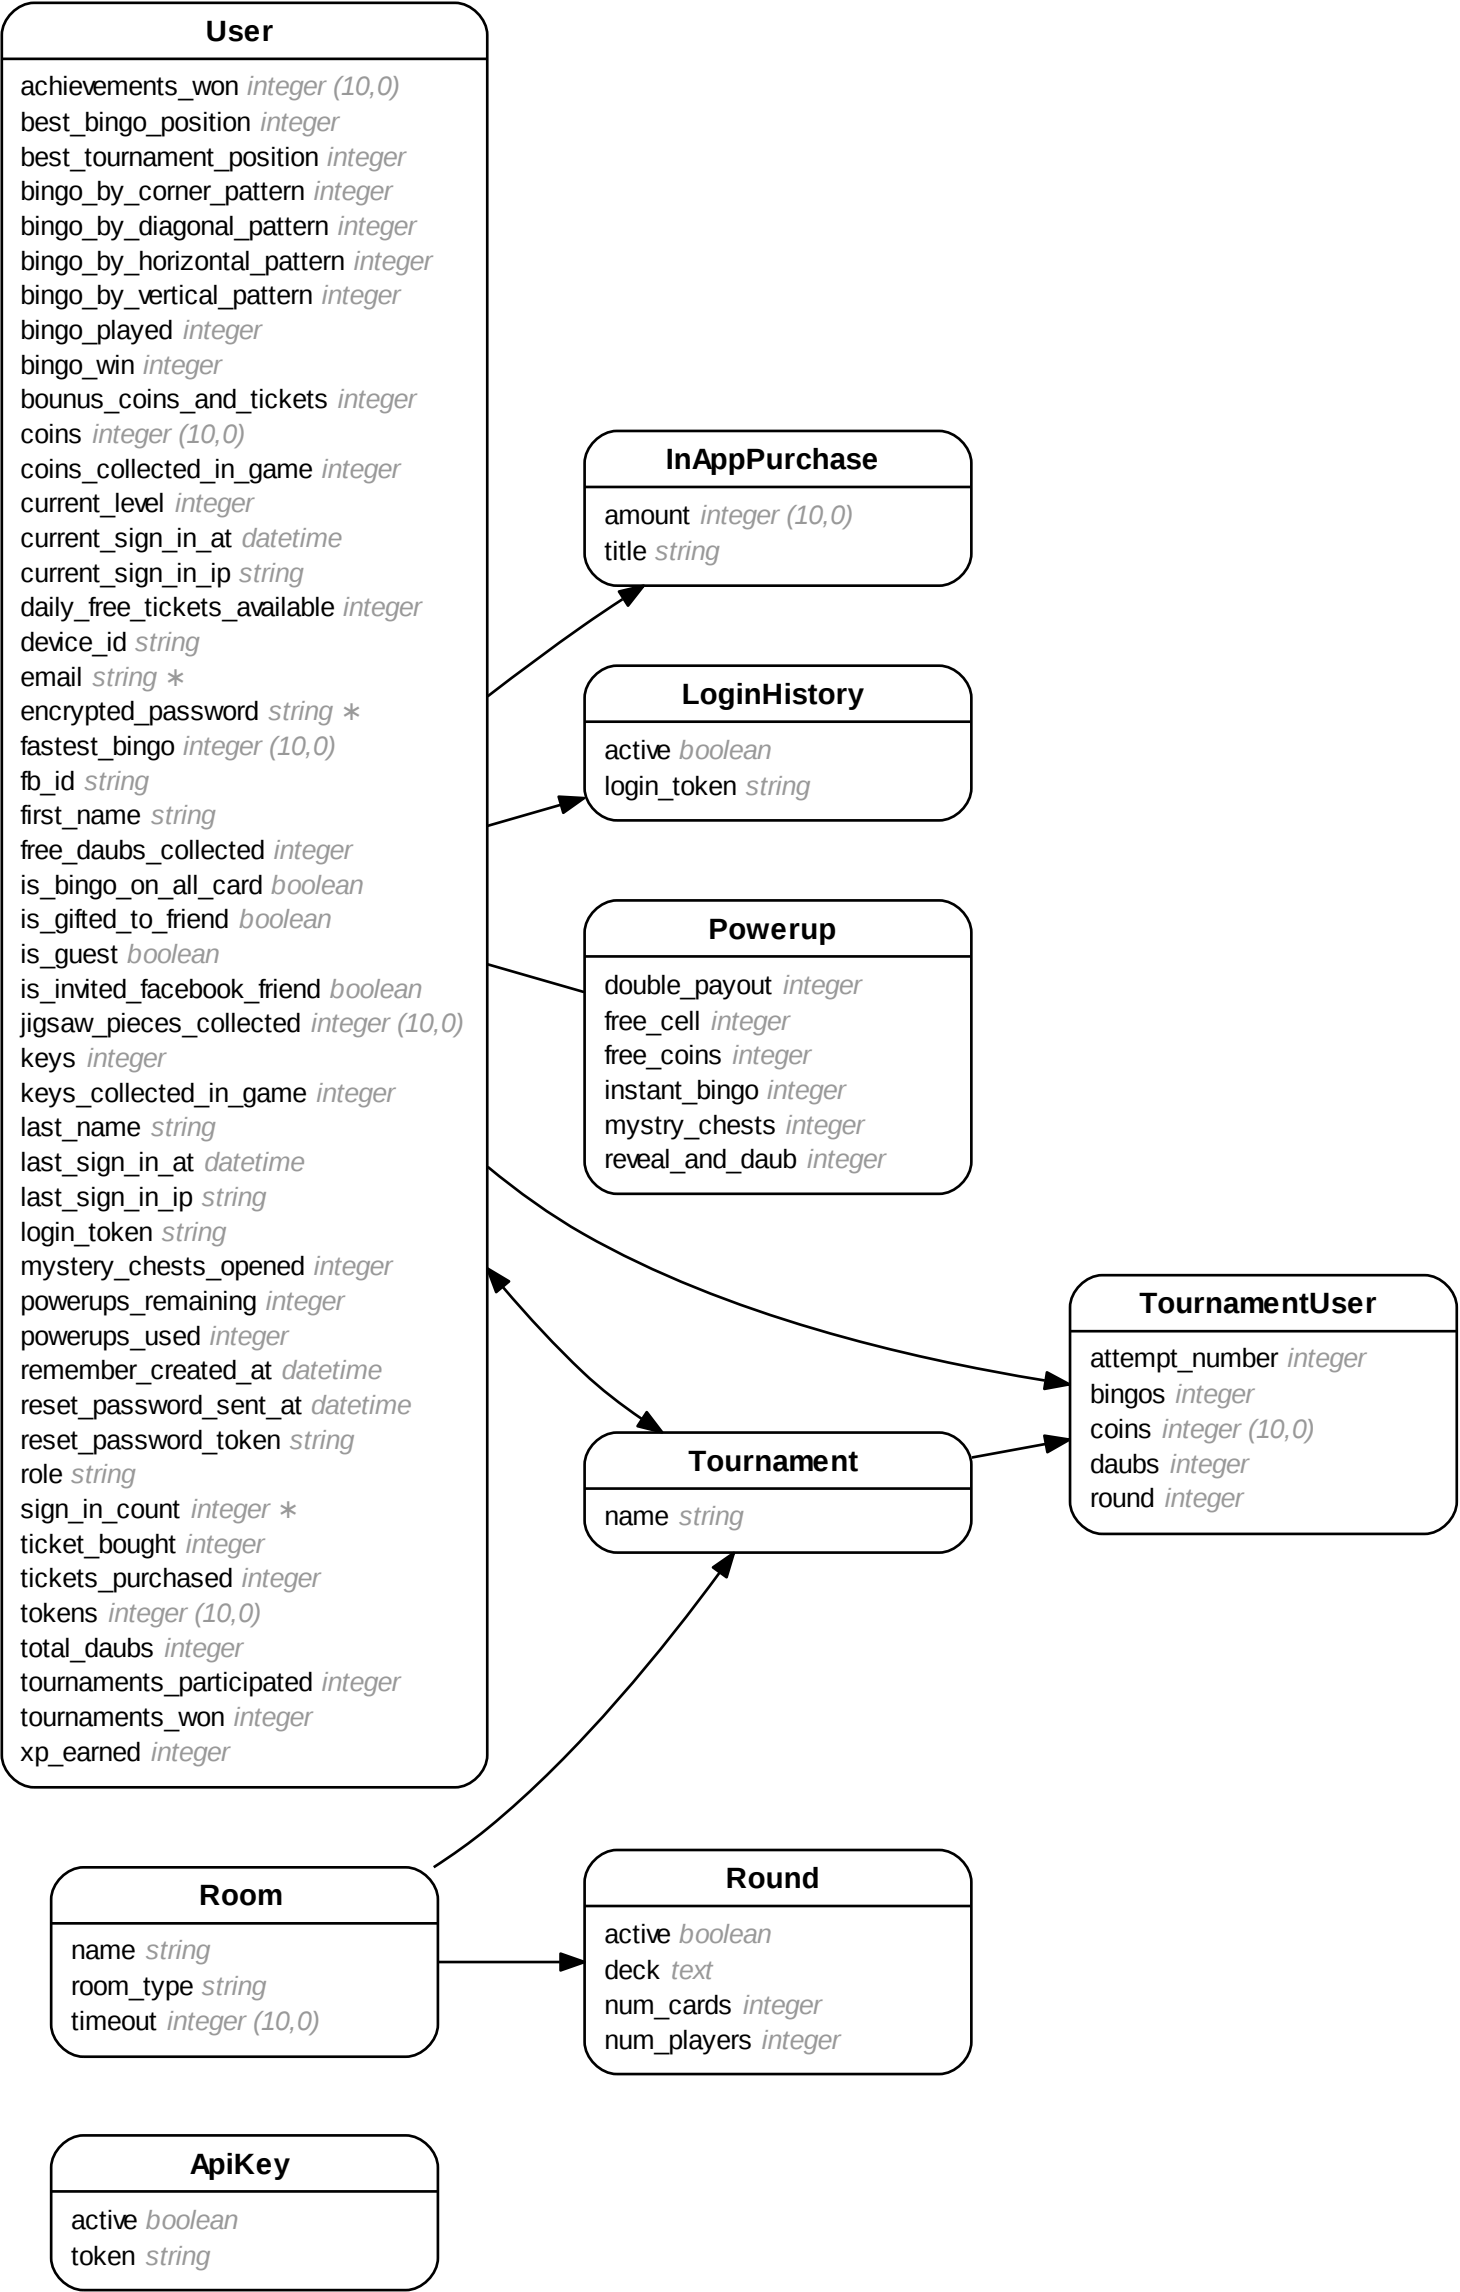 User
achievements_won integer (10,0)
best_bingo_position integer
best_tournament_position integer
bingo_by_corner_pattern integer
bingo_by_diagonal_pattern integer
bingo_by_horizontal_pattern integer
bingo_by_vertical_pattern integer
bingo_played integer
bingo_win integer
bounus_coins_and_tickets integer
coins integer (10,0)
coins_collected_in_game integer
current_level integer
current_sign_in_at datetime
current_sign_in_ip string
daily_free_tickets_available integer
device_id string
email string ∗
encrypted_password string ∗
fastest_bingo integer (10,0)
fb_id string
first_name string
free_daubs_collected integer
is_bingo_on_all_card boolean
is_gifted_to_friend boolean
is_guest boolean
is_invited_facebook_friend boolean
jigsaw_pieces_collected integer (10,0)
keys integer
keys_collected_in_game integer
last_name string
last_sign_in_at datetime
last_sign_in_ip string
login_token string
mystery_chests_opened integer
powerups_remaining integer
powerups_used integer
remember_created_at datetime
reset_password_sent_at datetime
reset_password_token string
role string
sign_in_count integer ∗
ticket_bought integer
tickets_purchased integer
tokens integer (10,0)
total_daubs integer
tournaments_participated integer
tournaments_won integer
xp_earned integer
InAppPurchase
amount integer (10,0)
title string
LoginHistory
active boolean
login_token string
Powerup
double_payout integer
free_cell integer
free_coins integer
instant_bingo integer
mystry_chests integer
reveal_and_daub integer
TournamentUser
attempt_number integer
bingos integer
coins integer (10,0)
daubs integer
round integer
Tournament
name string
Room
name string
room_type string
timeout integer (10,0)
Round
active boolean
deck text
num_cards integer
num_players integer
ApiKey
active boolean
token string